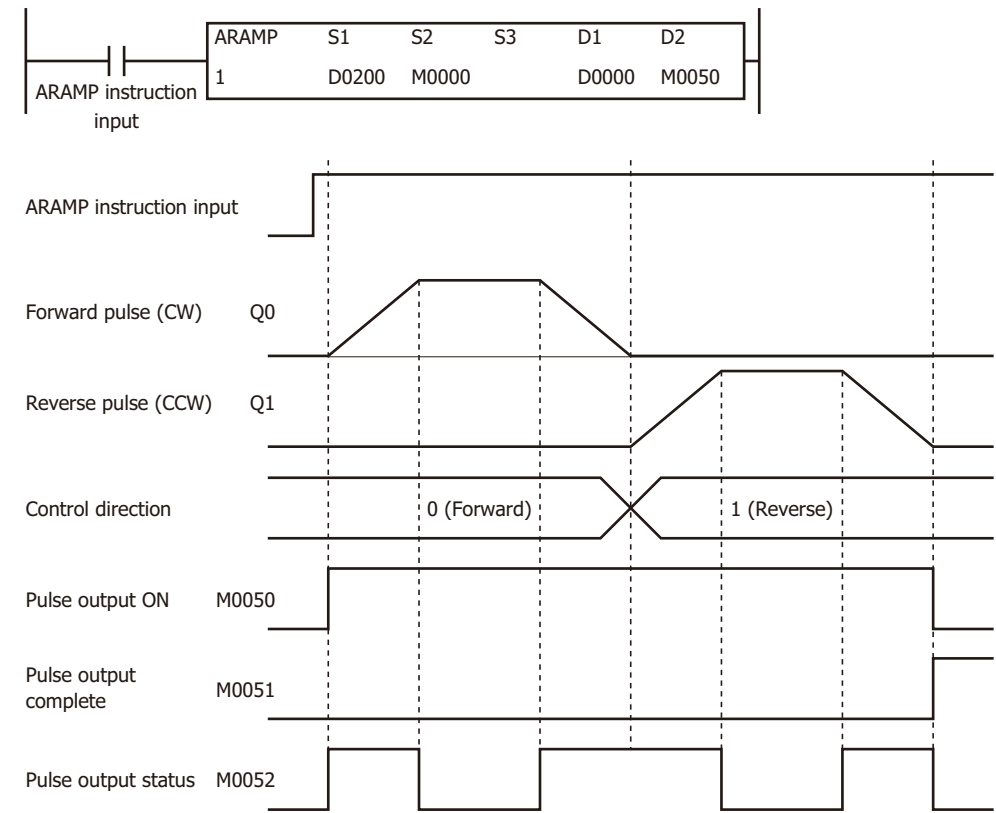 ARAMP S1 S2 S3 D1 D2
1 D0200 M0000 D0000 M0050
ARAMP instruction
input
ARAMP instruction input
Forward pulse (CW) Q0
Reverse pulse (CCW) Q1
Control direction 0 (Forward) 1 (Reverse)
Pulse output ON M0050
Pulse output
complete M0051
Pulse output status M0052